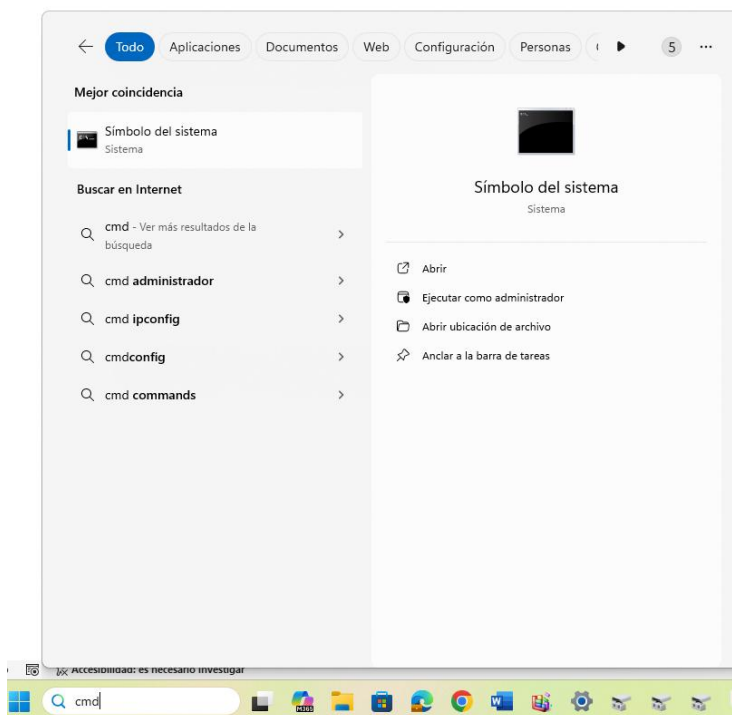 Todo Aplicaciones Documentos Web Configuración Personas 5 ...
Mejor coincidencia
Símbolo del sistema
Sistema
Buscar en Internet
cmd - Ver más resultados de la
búsqueda
cmd administrador
cmd ipconfig
cmdconfig
cmd commands
Símbolo del sistema
Sistema
Abrir
Ejecutar como administrador
Abrir ubicación de archivo
Anclar a la barra de tareas
Accesibilidad: es necesario investigar
cmd
M365